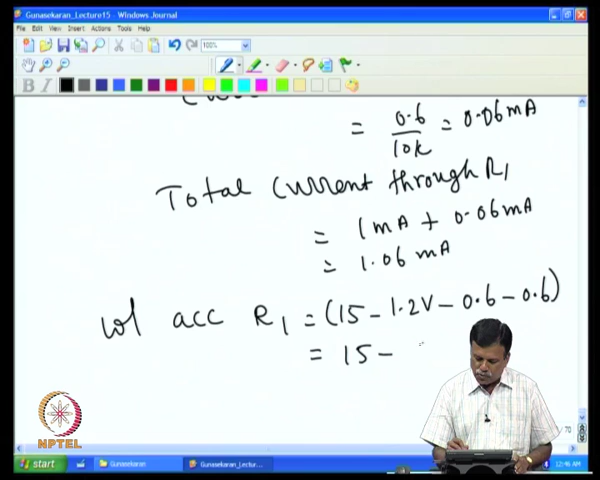 Gunasekaran_Lecture15 - Windows Journal
File Edit View Insert Actions Tools Help
100%
B I
= 0.6 / 10K = 0.06 mA
Total Current through R1
= 1 mA + 0.06 mA
= 1.06 mA
vol acc R1 = (15 - 1.2V - 0.6 - 0.6)
= 15 -
NPTEL
70
start
Gunasekaran
Gunasekaran_Lectur...
12:46 AM